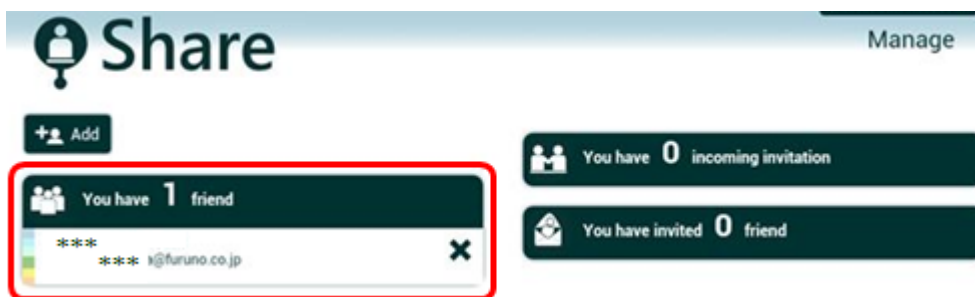 Share
Manage
Add
You have 1 friend
***
*** @furuno.co.jp
You have 0 incoming invitation
You have invited 0 friend